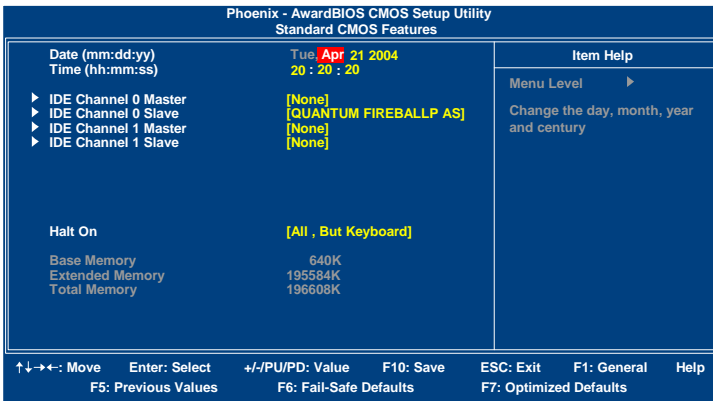 Phoenix - AwardBIOS CMOS Setup Utility
Standard CMOS Features
Date (mm:dd:yy) Tue, Apr 21 2004
Time (hh:mm:ss) 20 : 20 : 20
IDE Channel 0 Master [None]
IDE Channel 0 Slave [QUANTUM FIREBALLP AS]
IDE Channel 1 Master [None]
IDE Channel 1 Slave [None]
Halt On [All , But Keyboard]
Base Memory 640K
Extended Memory 195584K
Total Memory 196608K
Item Help
Menu Level
Change the day, month, year
and century
↑↓→←: Move Enter: Select +/-/PU/PD: Value F10: Save ESC: Exit F1: General Help
F5: Previous Values F6: Fail-Safe Defaults F7: Optimized Defaults